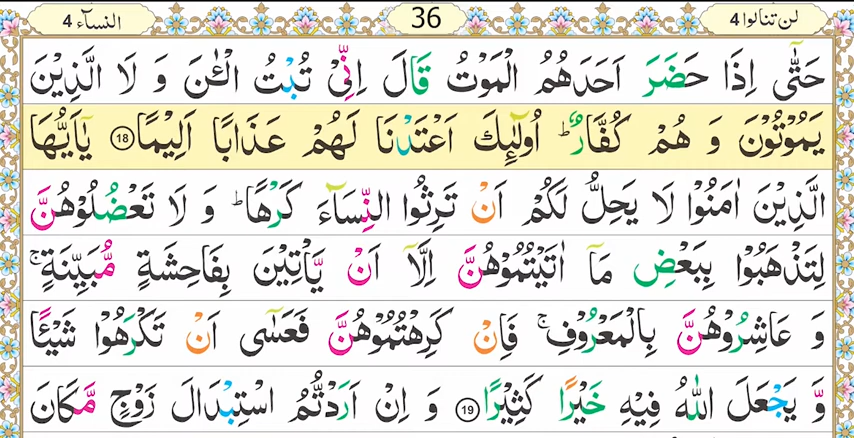 النسآء 4
36
لن تنالوا 4
حَتّٰٓى اِذَا حَضَرَ اَحَدَهُمُ الْمَوْتُ قَالَ اِنِّىْ تُبْتُ الْـٰٔنَ وَ لَا الَّذِيْنَ
يَمُوْتُوْنَ وَ هُمْ كُفَّارٌؕ اُولٰٓئِكَ اَعْتَدْنَا لَهُمْ عَذَابًا اَلِيْمًا ۝18 يٰۤاَيُّهَا
الَّذِيْنَ اٰمَنُوْا لَا يَحِلُّ لَكُمْ اَنْ تَرِثُوا النِّسَآءَ كَرْهًاؕ وَ لَا تَعْضُلُوْهُنَّ
لِتَذْهَبُوْا بِبَعْضِ مَاۤ اٰتَيْتُمُوْهُنَّ اِلَّاۤ اَنْ يَّاْتِيْنَ بِفَاحِشَةٍ مُّبَيِّنَةٍۚ
وَ عَاشِرُوْهُنَّ بِالْمَعْرُوْفِۚ فَاِنْ كَرِهْتُمُوْهُنَّ فَعَسٰٓى اَنْ تَكْرَهُوْا شَيْـًٔا
وَّ يَجْعَلَ اللّٰهُ فِيْهِ خَيْرًا كَثِيْرًا ۝19 وَ اِنْ اَرَدْتُّمُ اسْتِبْدَالَ زَوْجٍ مَّكَانَ